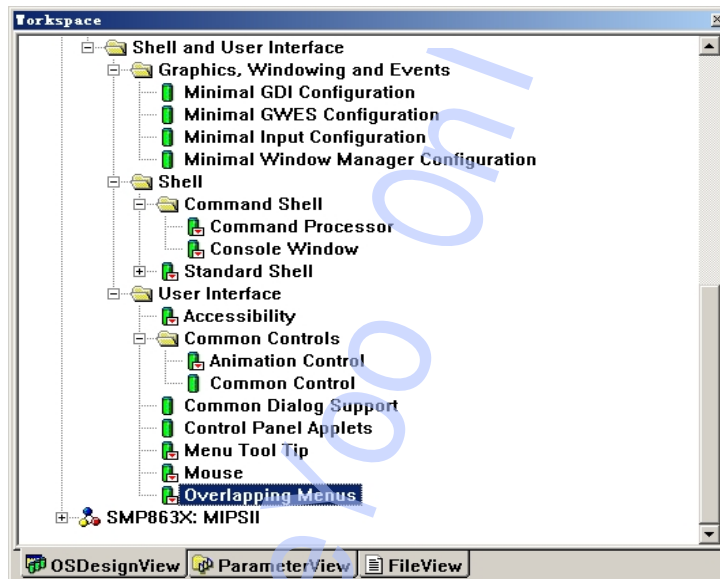 Workspace
Shell and User Interface
Graphics, Windowing and Events
Minimal GDI Configuration
Minimal GWES Configuration
Minimal Input Configuration
Minimal Window Manager Configuration
Shell
Command Shell
Command Processor
Console Window
Standard Shell
User Interface
Accessibility
Common Controls
Animation Control
Common Control
Common Dialog Support
Control Panel Applets
Menu Tool Tip
Mouse
Overlapping Menus
SMP863X: MIPSII
OSDesignView ParameterView FileView